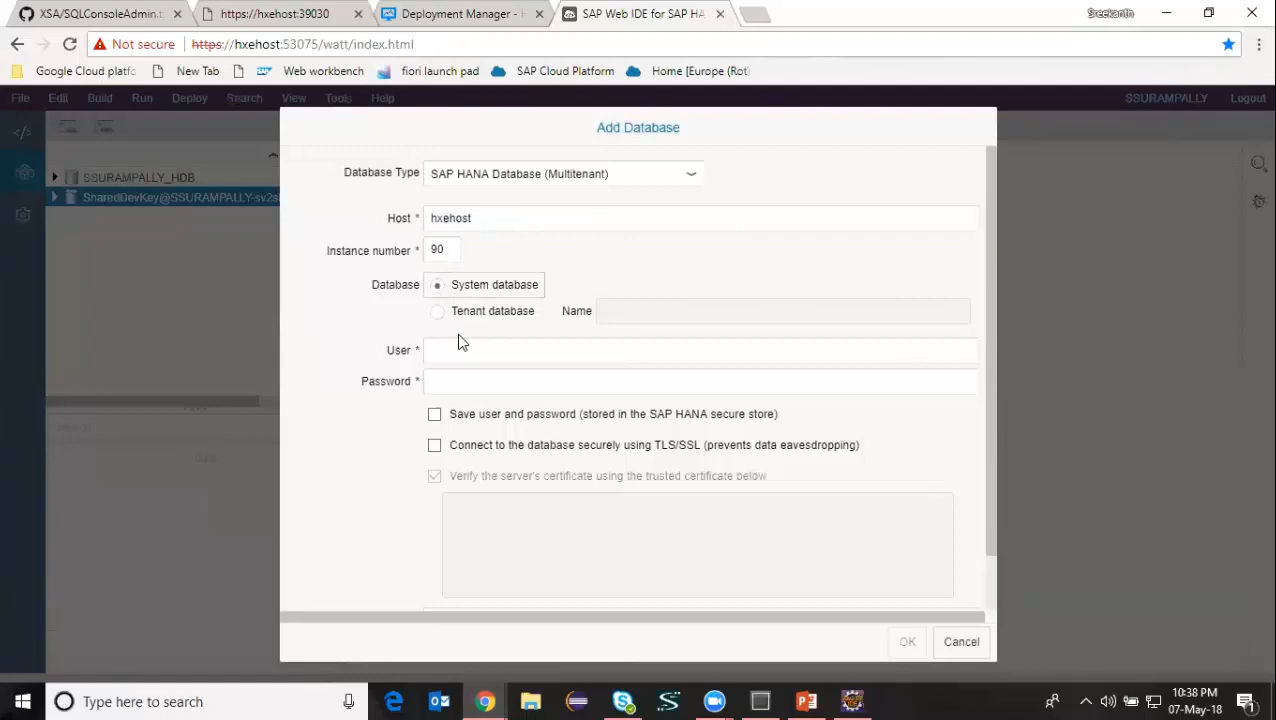 XSA/SQLConsoleAdmin.t
https://hxehost:39030
Deployment Manager -
SAP Web IDE for SAP HA
Sreekanth
Not secure
https://hxehost:53075/watt/index.html
Google Cloud platfc
New Tab
Web workbench
fiori launch pad
SAP Cloud Platform
Home [Europe (Rot)
File Edit Build Run Deploy Search View Tools Help
SSURAMPALLY Logout
Add Database
SSURAMPALLY_HDB
SharedDevKey@SSURAMPALLY-sv2s
Database Type SAP HANA Database (Multitenant)
Host * hxehost
Instance number * 90
Database System database
Tenant database Name
User *
Password *
Save user and password (stored in the SAP HANA secure store)
Connect to the database securely using TLS/SSL (prevents data eavesdropping)
Verify the server's certificate using the trusted certificate below
OK Cancel
Type here to search
10:38 PM
07-May-18
1